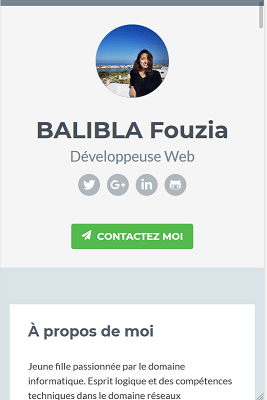 BALIBLA Fouzia
Développeuse Web
CONTACTEZ MOI
À propos de moi
Jeune fille passionnée par le domaine
informatique. Esprit logique et des compétences
techniques dans le domaine réseaux